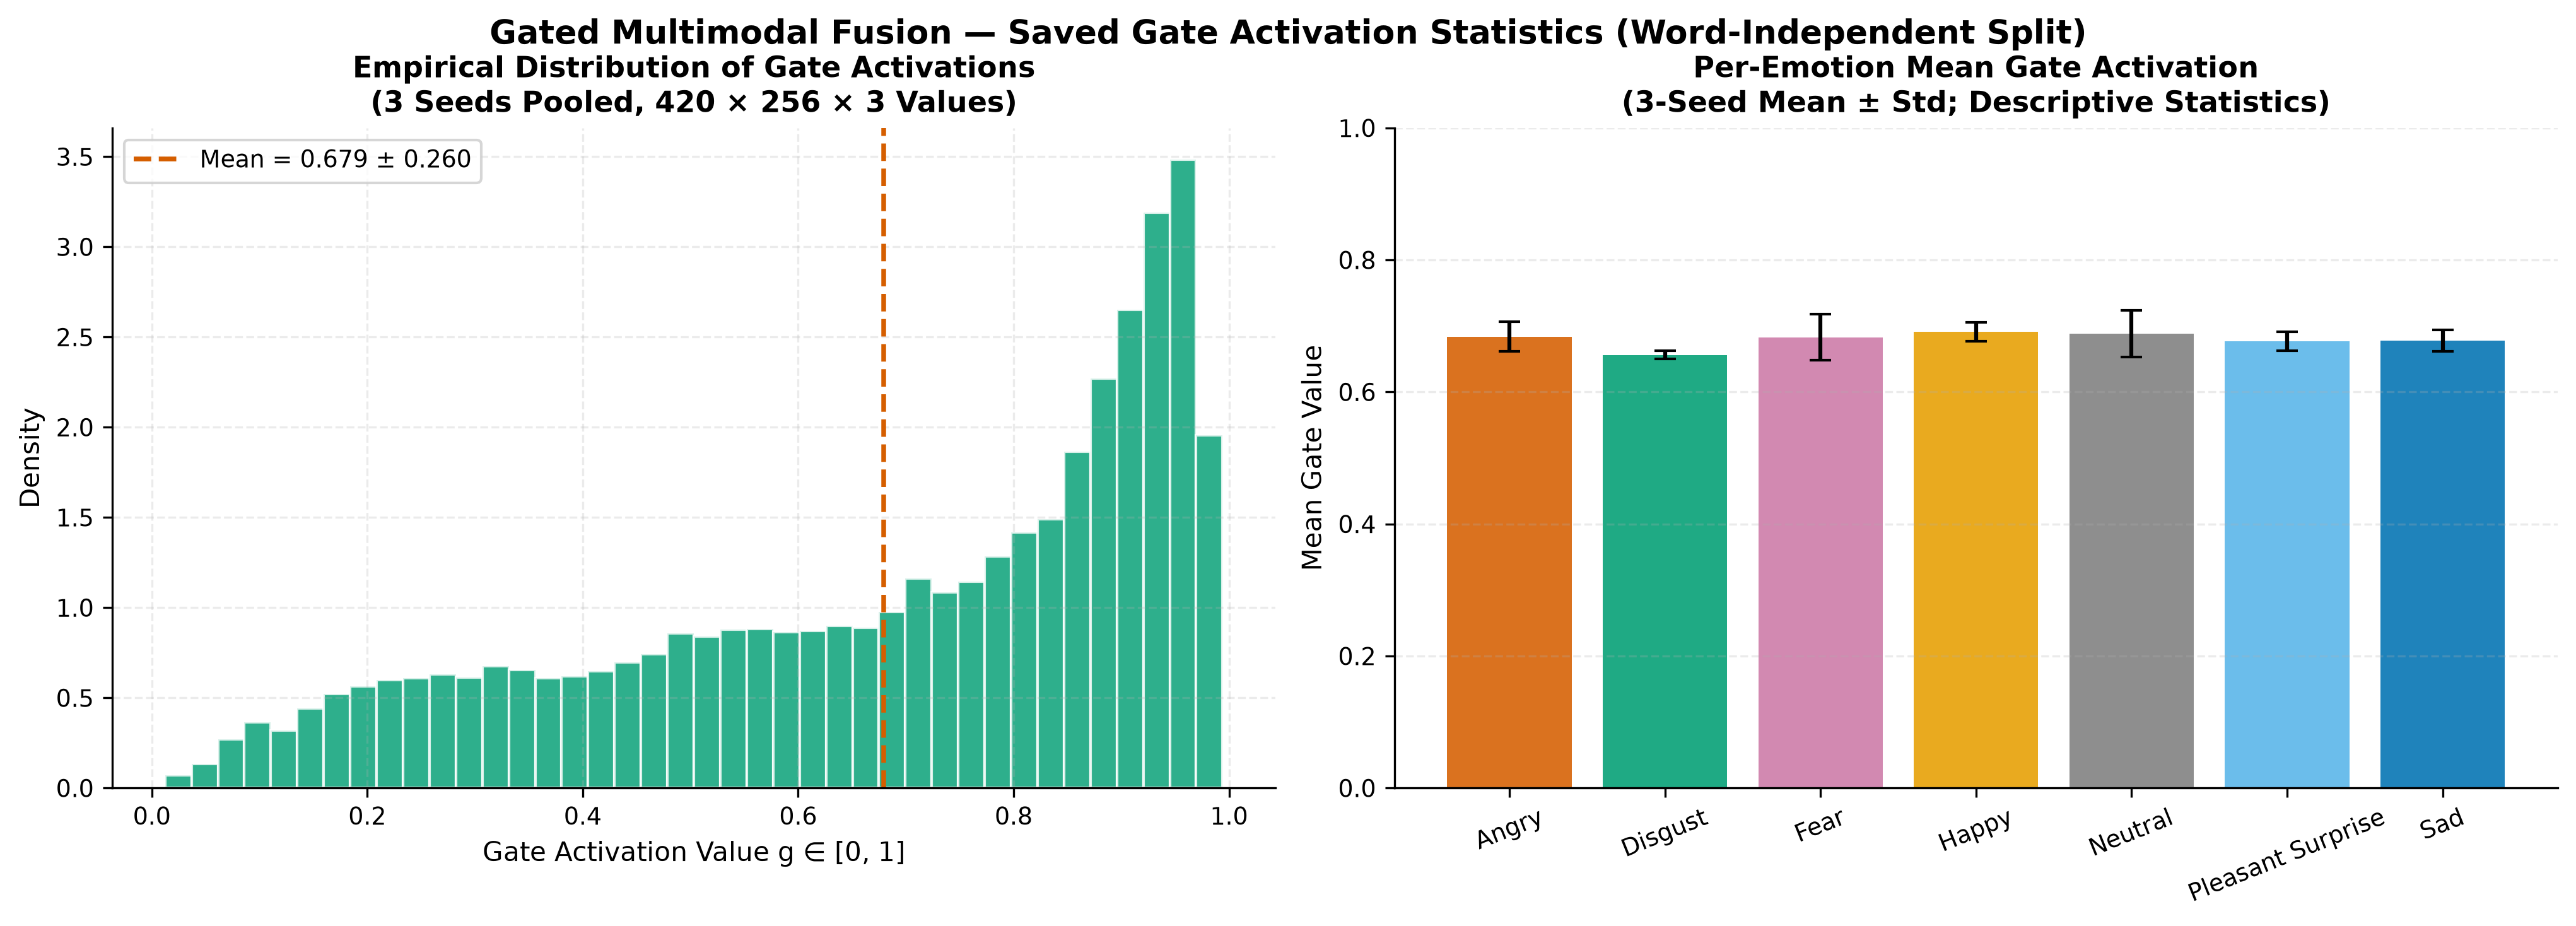 Gated Multimodal Fusion — Saved Gate Activation Statistics (Word-Independent Split)
Empirical Distribution of Gate Activations
(3 Seeds Pooled, 420 × 256 × 3 Values)
Mean = 0.679 ± 0.260
3.5
3.0
2.5
2.0
1.5
1.0
0.5
0.0
Density
0.0 0.2 0.4 0.6 0.8 1.0
Gate Activation Value g ∈ [0, 1]
Per-Emotion Mean Gate Activation
(3-Seed Mean ± Std; Descriptive Statistics)
1.0
0.8
0.6
0.4
0.2
0.0
Mean Gate Value
Angry
Disgust
Fear
Happy
Neutral
Pleasant Surprise
Sad